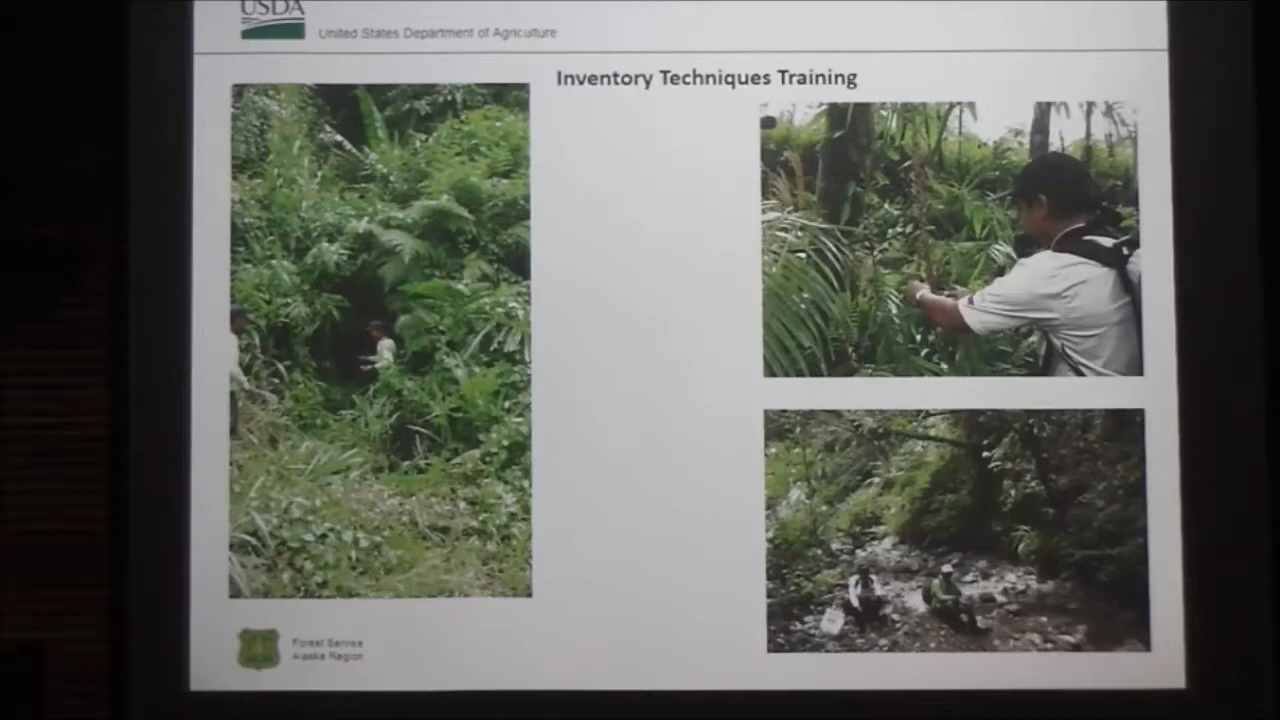 USDA
United States Department of Agriculture
Inventory Techniques Training
Forest Service
Alaska Region